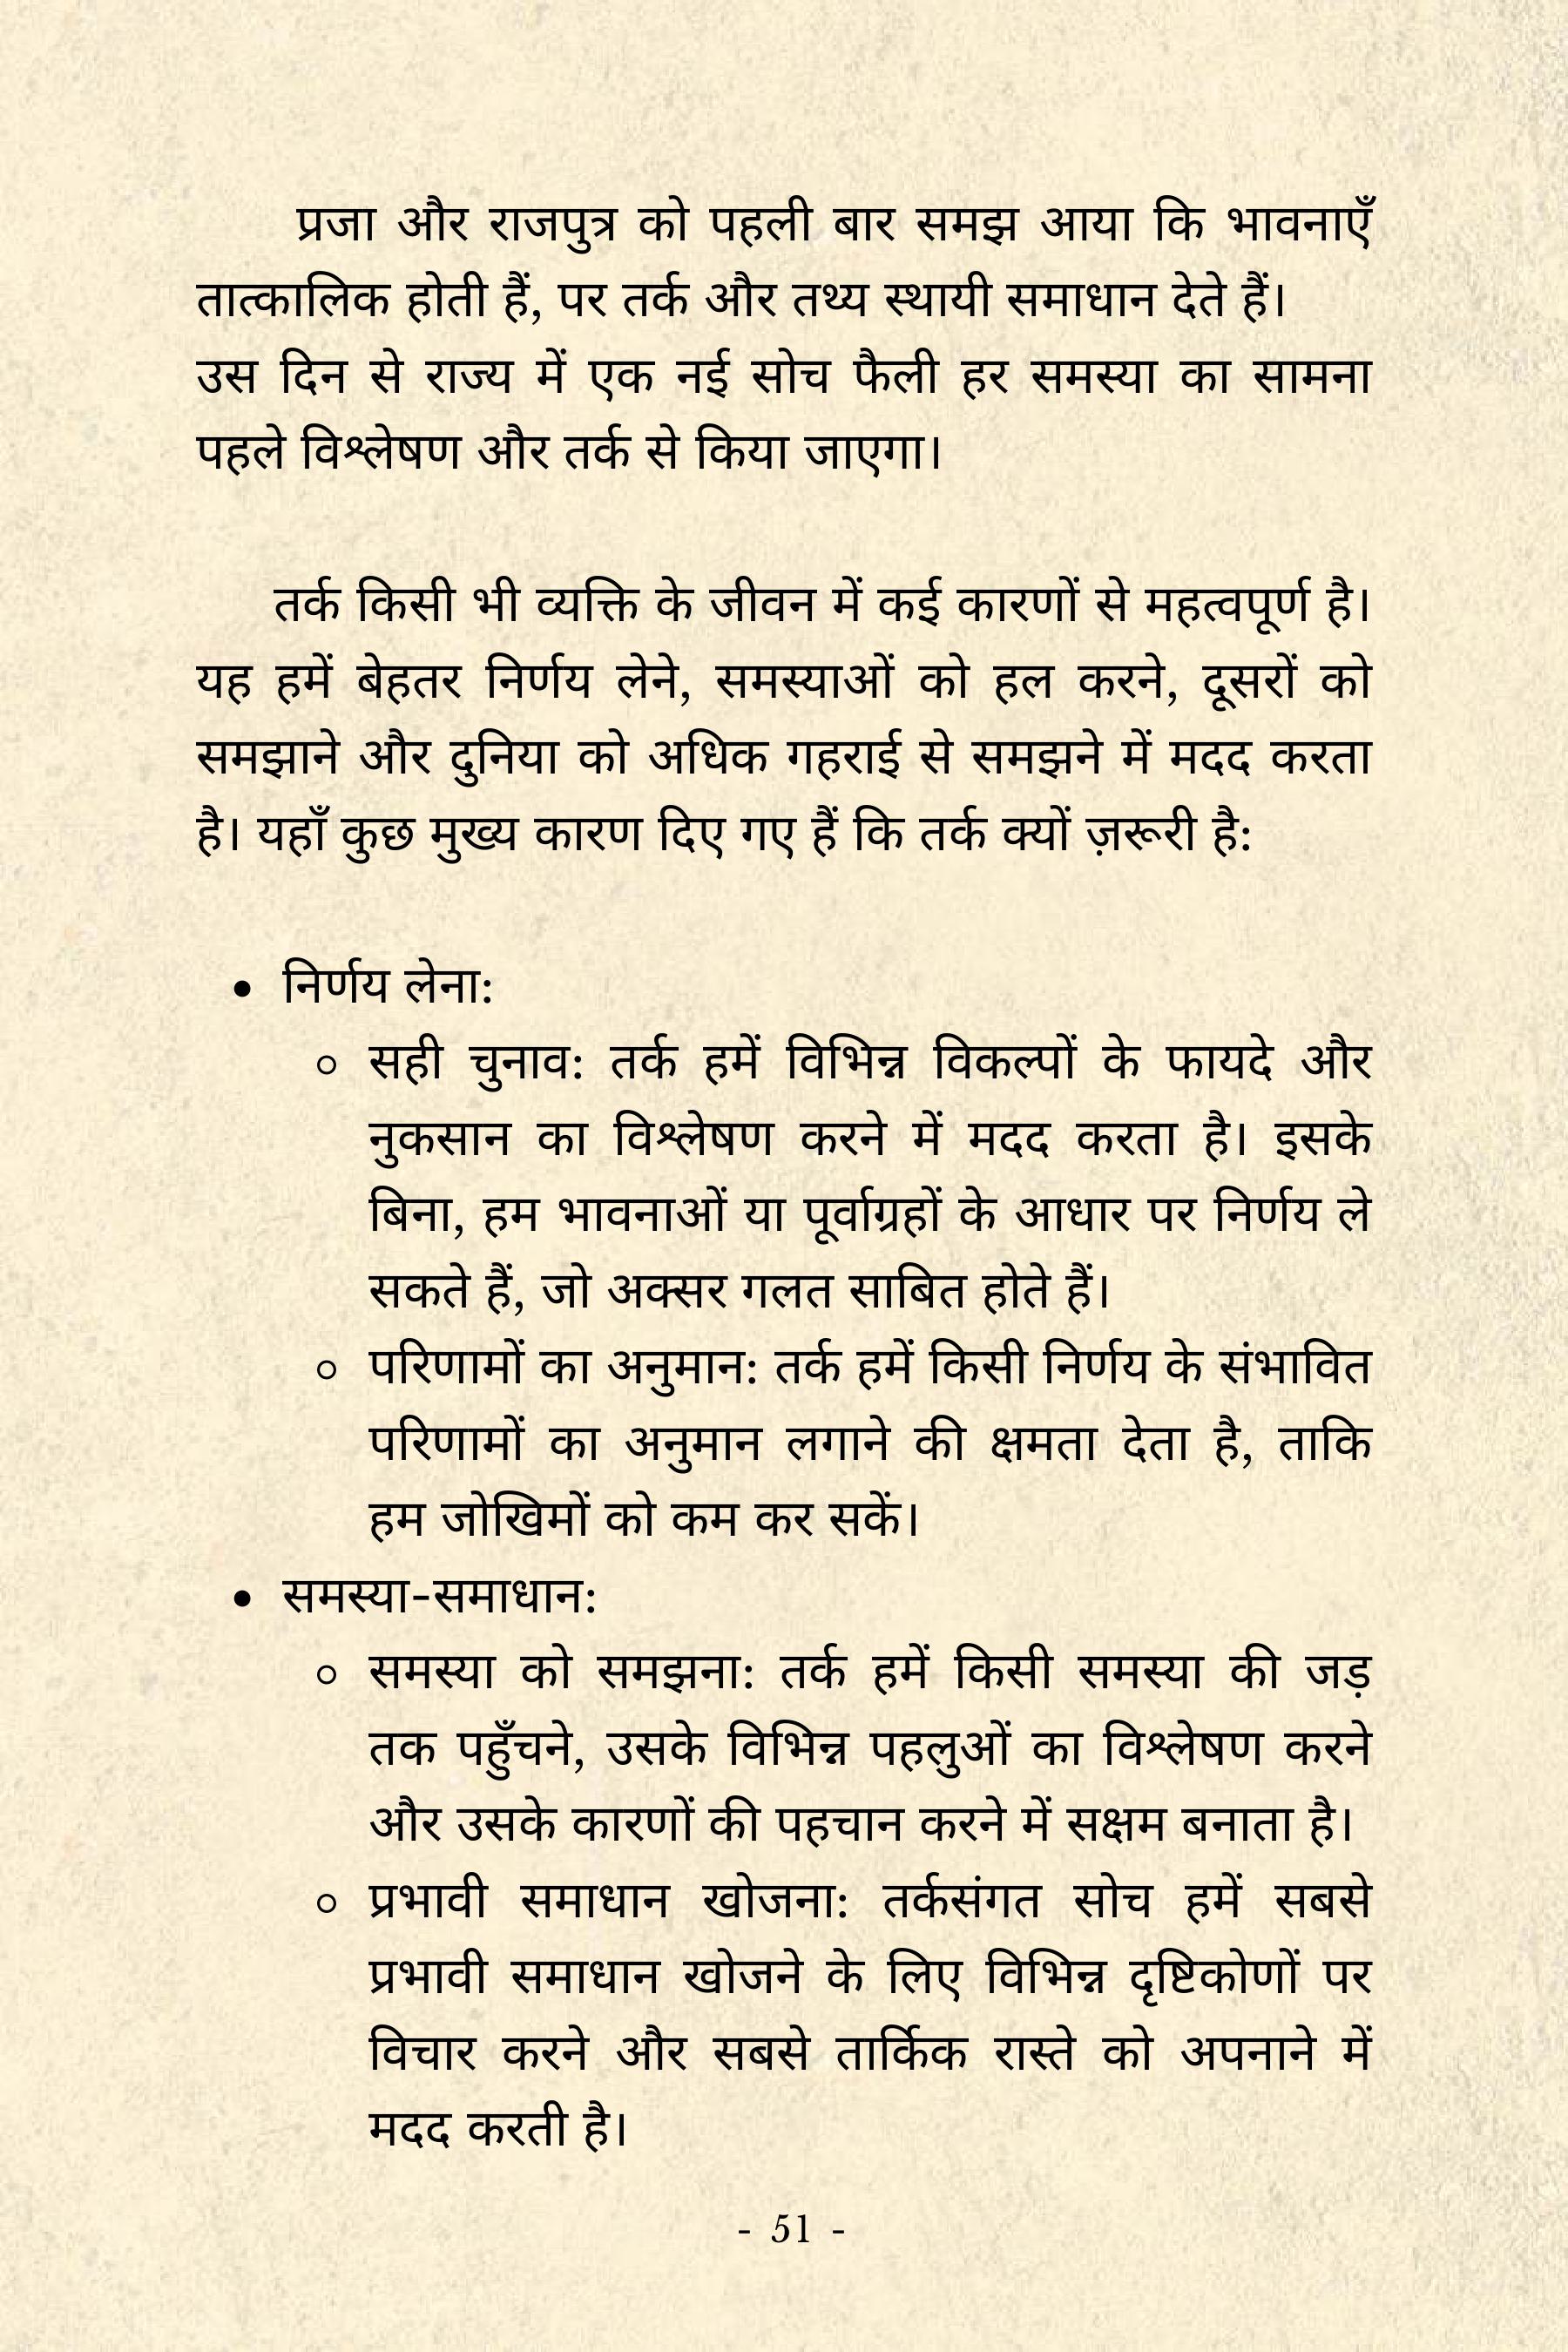 प्रजा और राजपुत्र को पहली बार समझ आया कि भावनाएँ
तात्कालिक होती हैं, पर तर्क और तथ्य स्थायी समाधान देते हैं।
उस दिन से राज्य में एक नई सोच फैली हर समस्या का सामना
पहले विश्लेषण और तर्क से किया जाएगा।
तर्क किसी भी व्यक्ति के जीवन में कई कारणों से महत्वपूर्ण है।
यह हमें बेहतर निर्णय लेने, समस्याओं को हल करने, दूसरों को
समझाने और दुनिया को अधिक गहराई से समझने में मदद करता
है। यहाँ कुछ मुख्य कारण दिए गए हैं कि तर्क क्यों ज़रूरी है:
• निर्णय लेना:
○ सही चुनाव: तर्क हमें विभिन्न विकल्पों के फायदे और
नुकसान का विश्लेषण करने में मदद करता है। इसके
बिना, हम भावनाओं या पूर्वाग्रहों के आधार पर निर्णय ले
सकते हैं, जो अक्सर गलत साबित होते हैं।
○ परिणामों का अनुमान: तर्क हमें किसी निर्णय के संभावित
परिणामों का अनुमान लगाने की क्षमता देता है, ताकि
हम जोखिमों को कम कर सकें।
• समस्या-समाधान:
○ समस्या को समझना: तर्क हमें किसी समस्या की जड़
तक पहुँचने, उसके विभिन्न पहलुओं का विश्लेषण करने
और उसके कारणों की पहचान करने में सक्षम बनाता है।
○ प्रभावी समाधान खोजना: तर्कसंगत सोच हमें सबसे
प्रभावी समाधान खोजने के लिए विभिन्न दृष्टिकोणों पर
विचार करने और सबसे तार्किक रास्ते को अपनाने में
मदद करती है।
- 51 -